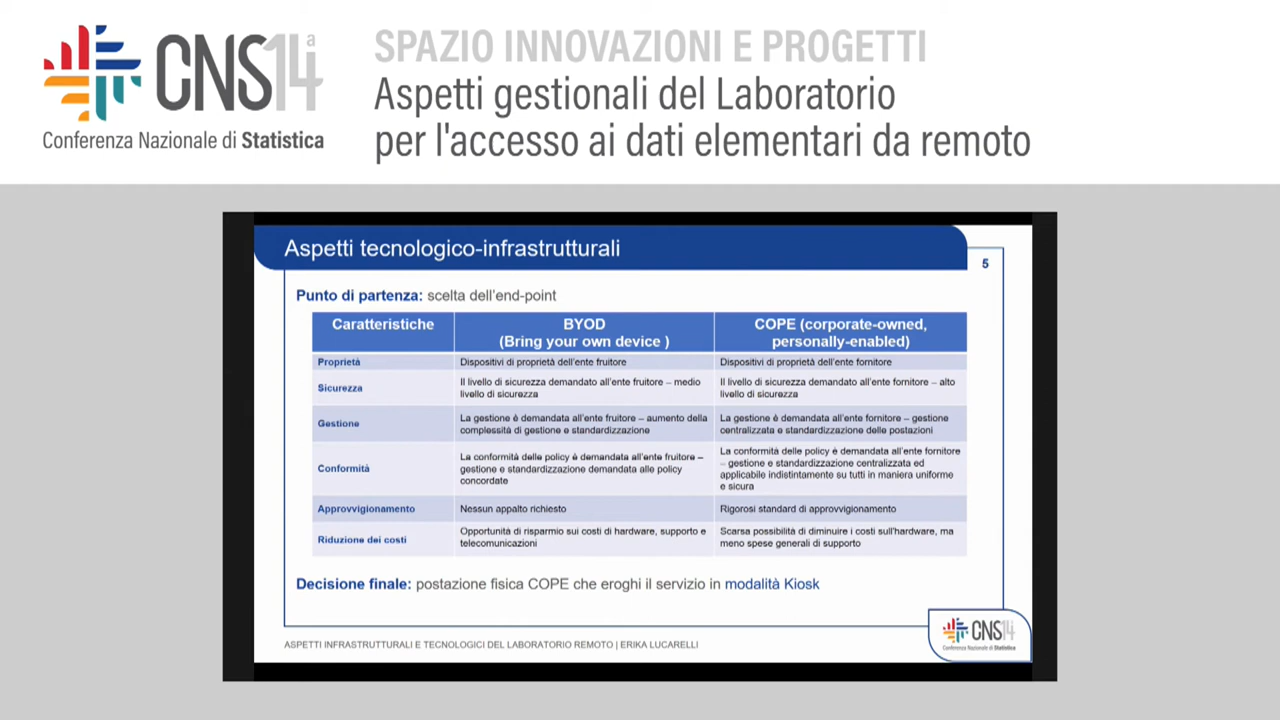 CNS14a
Conferenza Nazionale di Statistica
SPAZIO INNOVAZIONI E PROGETTI
Aspetti gestionali del Laboratorio
per l'accesso ai dati elementari da remoto
Aspetti tecnologico-infrastrutturali
5
Punto di partenza: scelta dell'end-point
Caratteristiche
BYOD
(Bring your own device )
COPE (corporate-owned,
personally-enabled)
Proprietà
Dispositivi di proprietà dell'ente fruitore
Dispositivi di proprietà dell'ente fornitore
Sicurezza
Il livello di sicurezza demandato all'ente fruitore – medio
livello di sicurezza
Il livello di sicurezza demandato all'ente fornitore – alto
livello di sicurezza
Gestione
La gestione è demandata all'ente fruitore – aumento della
complessità di gestione e standardizzazione
La gestione è demandata all'ente fornitore – gestione
centralizzata e standardizzazione delle postazioni
Conformità
La conformità delle policy è demandata all'ente fruitore –
gestione e standardizzazione demandata alle policy
concordate
La conformità delle policy è demandata all'ente fornitore
– gestione e standardizzazione centralizzata ed
applicabile indistintamente su tutti in maniera uniforme
e sicura
Approvvigionamento
Nessun appalto richiesto
Rigorosi standard di approvvigionamento
Riduzione dei costi
Opportunità di risparmio sui costi di hardware, supporto e
telecomunicazioni
Scarsa possibilità di diminuire i costi sull'hardware, ma
meno spese generali di supporto
Decisione finale: postazione fisica COPE che eroghi il servizio in modalità Kiosk
ASPETTI INFRASTRUTTURALI E TECNOLOGICI DEL LABORATORIO REMOTO | ERIKA LUCARELLI
CNS14
Conferenza Nazionale di Statistica